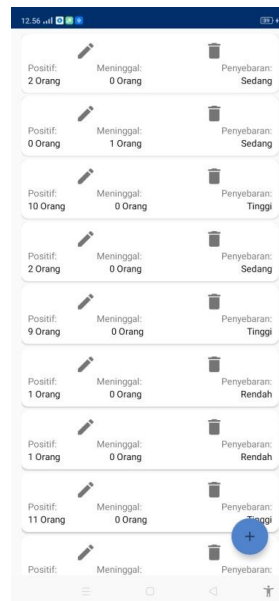 12.56
Positif: Meninggal: Penyebaran:
2 Orang 0 Orang Sedang
Positif: Meninggal: Penyebaran:
0 Orang 1 Orang Sedang
Positif: Meninggal: Penyebaran:
10 Orang 0 Orang Tinggi
Positif: Meninggal: Penyebaran:
2 Orang 0 Orang Sedang
Positif: Meninggal: Penyebaran:
9 Orang 0 Orang Tinggi
Positif: Meninggal: Penyebaran:
1 Orang 0 Orang Rendah
Positif: Meninggal: Penyebaran:
1 Orang 0 Orang Rendah
Positif: Meninggal: Penyebaran:
11 Orang 0 Orang Tinggi
+
Positif: Meninggal: Penyebaran: